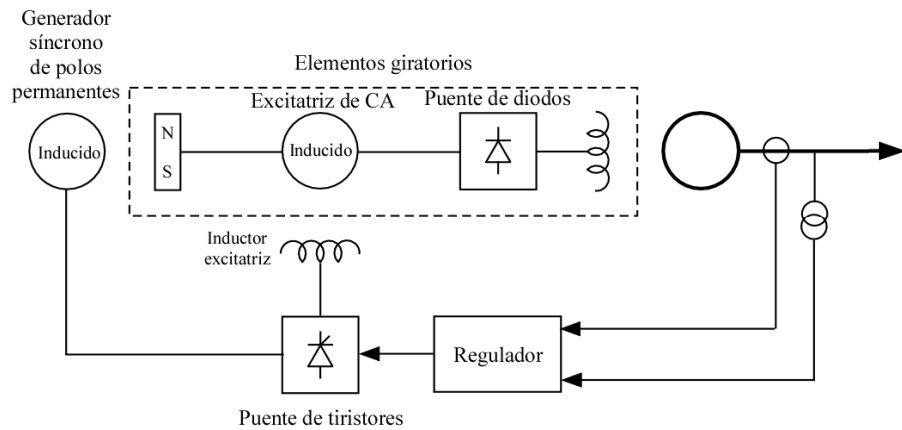 Generador
síncrono
de polos
permanentes
Elementos giratorios
Excitatriz de CA
Puente de diodos
Inducido
N
S
Inducido
Inductor
excitatriz
Regulador
Puente de tiristores